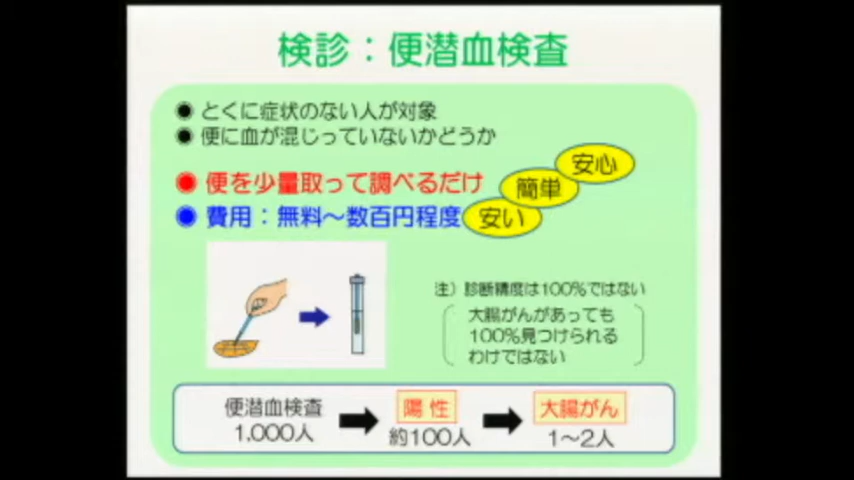 検診：便潜血検査
● とくに症状のない人が対象
● 便に血が混じっていないかどうか
● 便を少量取って調べるだけ
安心
簡単
● 費用：無料～数百円程度
安い
注）診断精度は100％ではない
大腸がんがあっても
100％見つけられる
わけではない
便潜血検査
1,000人
陽性
約100人
大腸がん
1～2人